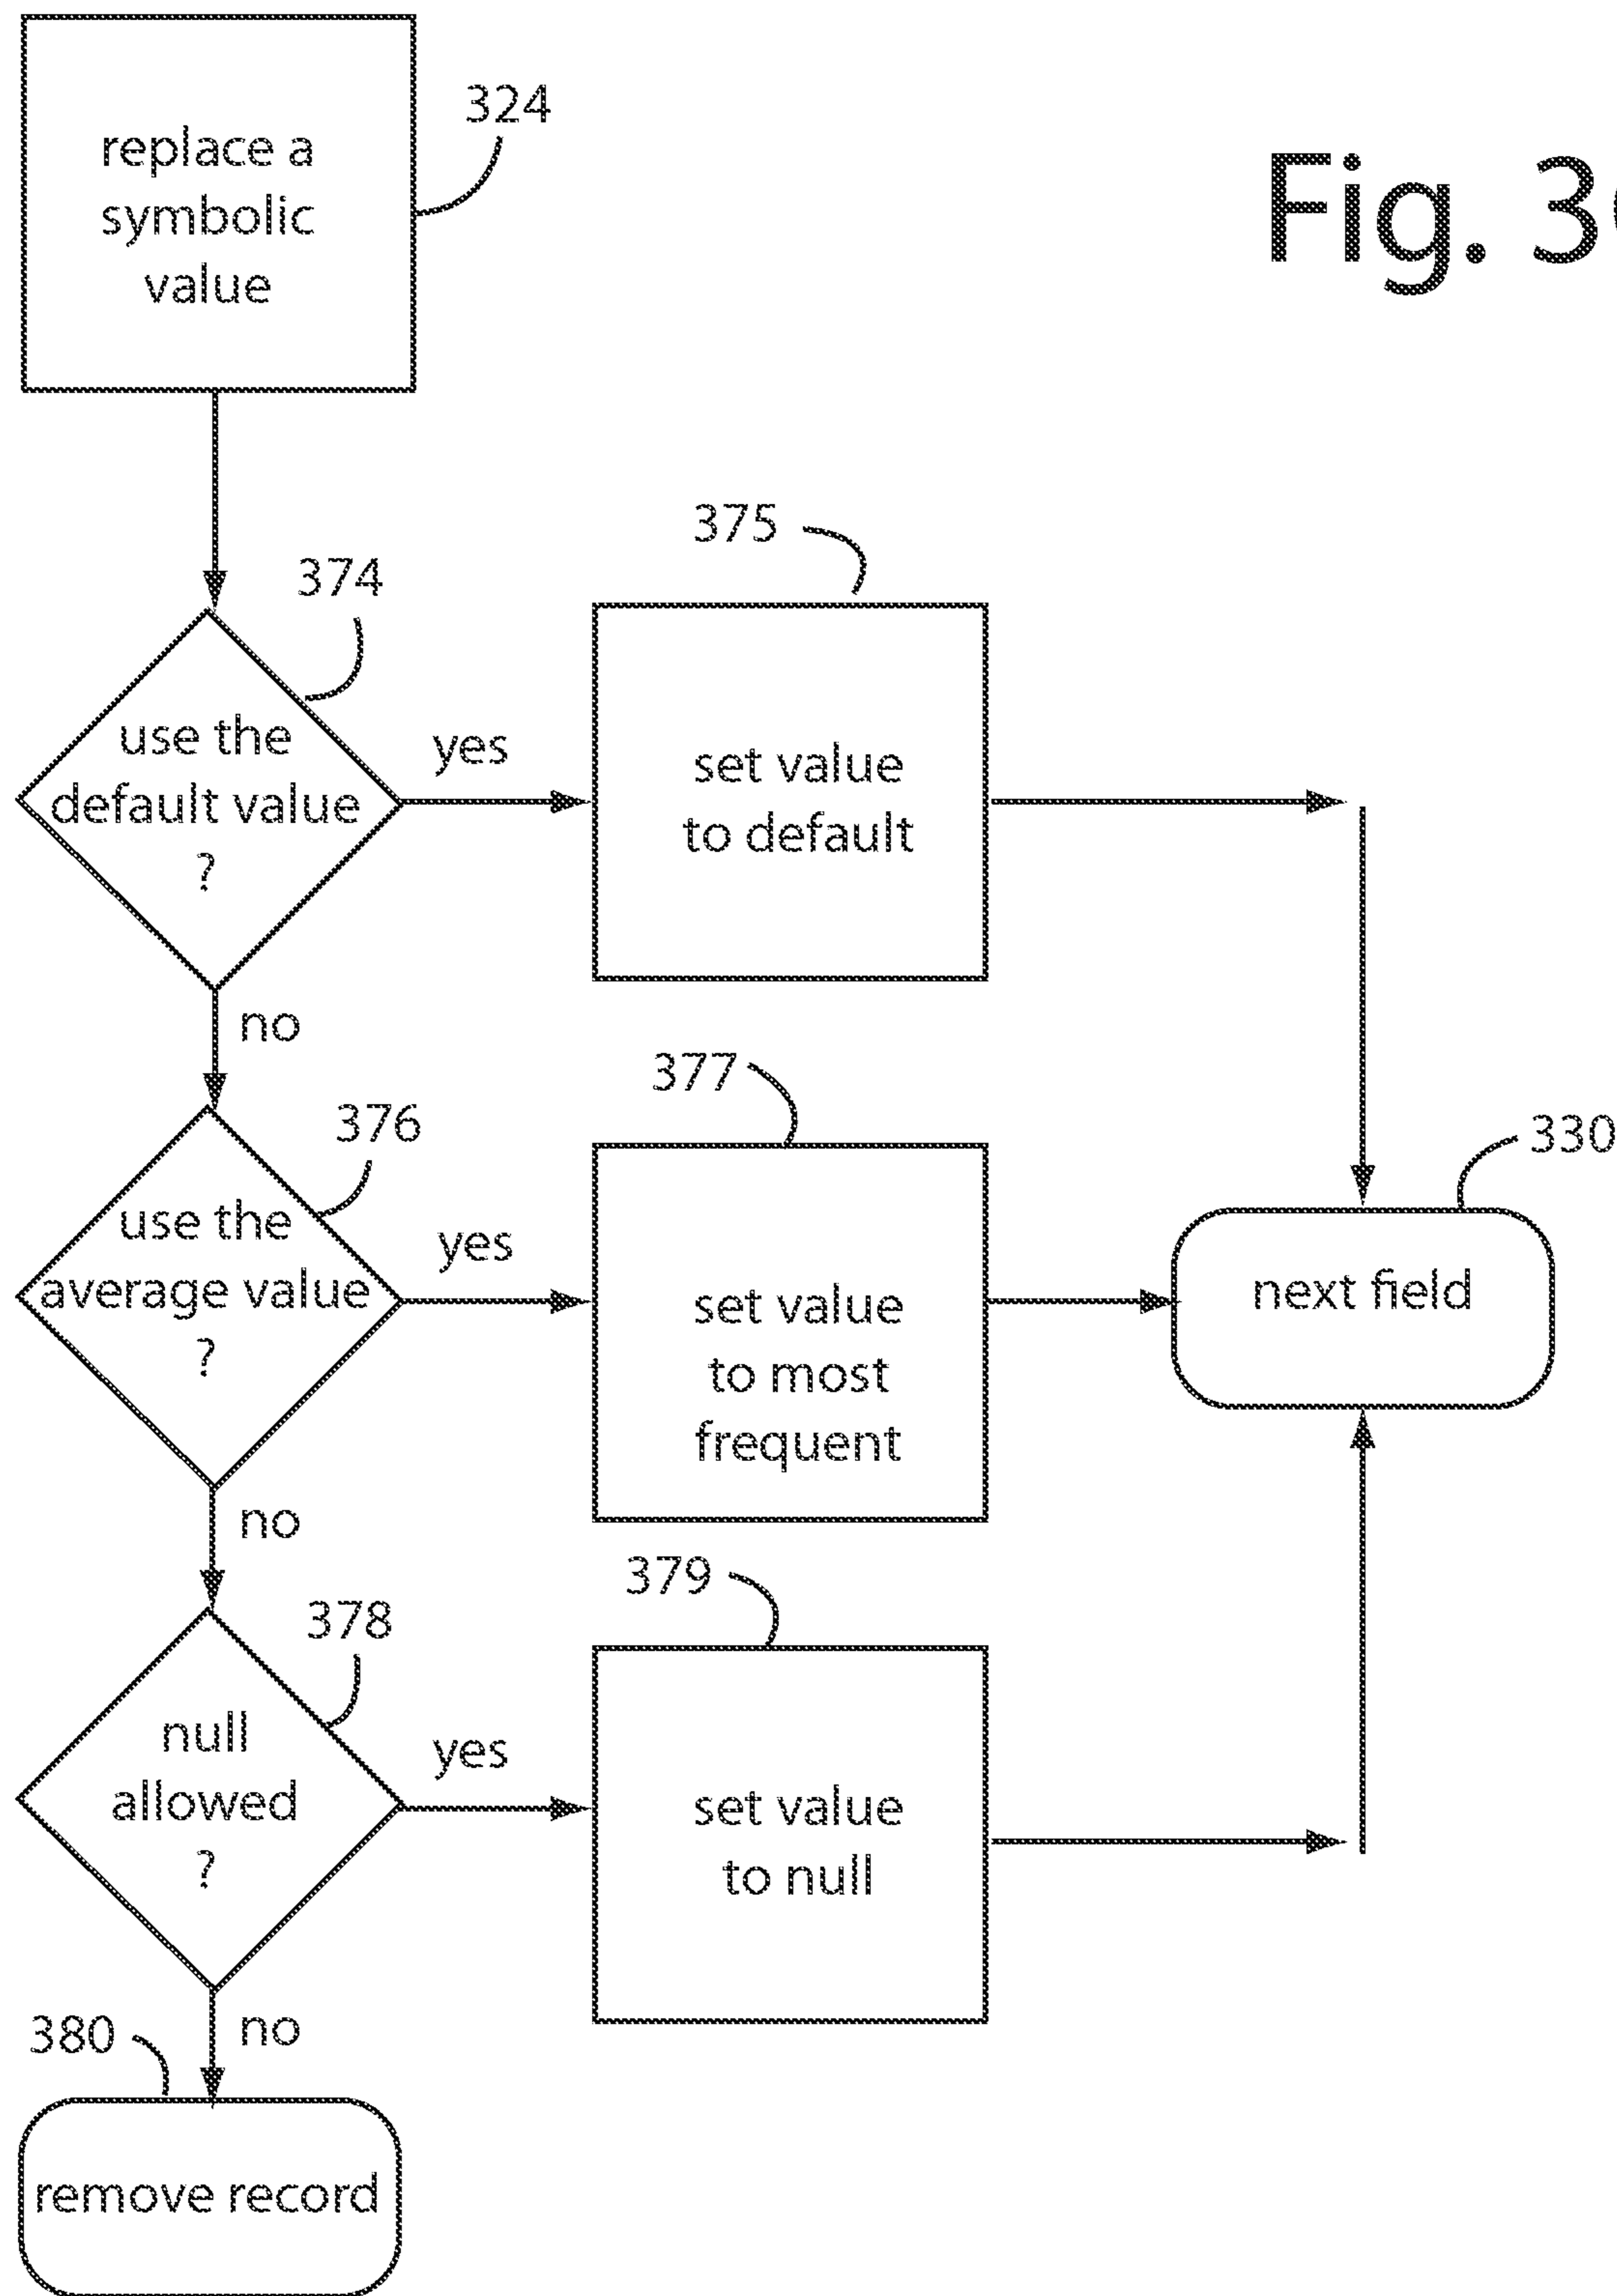 replace a
symbolic
value
324
Fig. 3
374
375
use the
default value
?
yes
set value
to default
no
376
377
use the
average value
?
yes
set value
to most
frequent
330
next field
no
378
379
null
allowed
?
yes
set value
to null
no
380
remove record